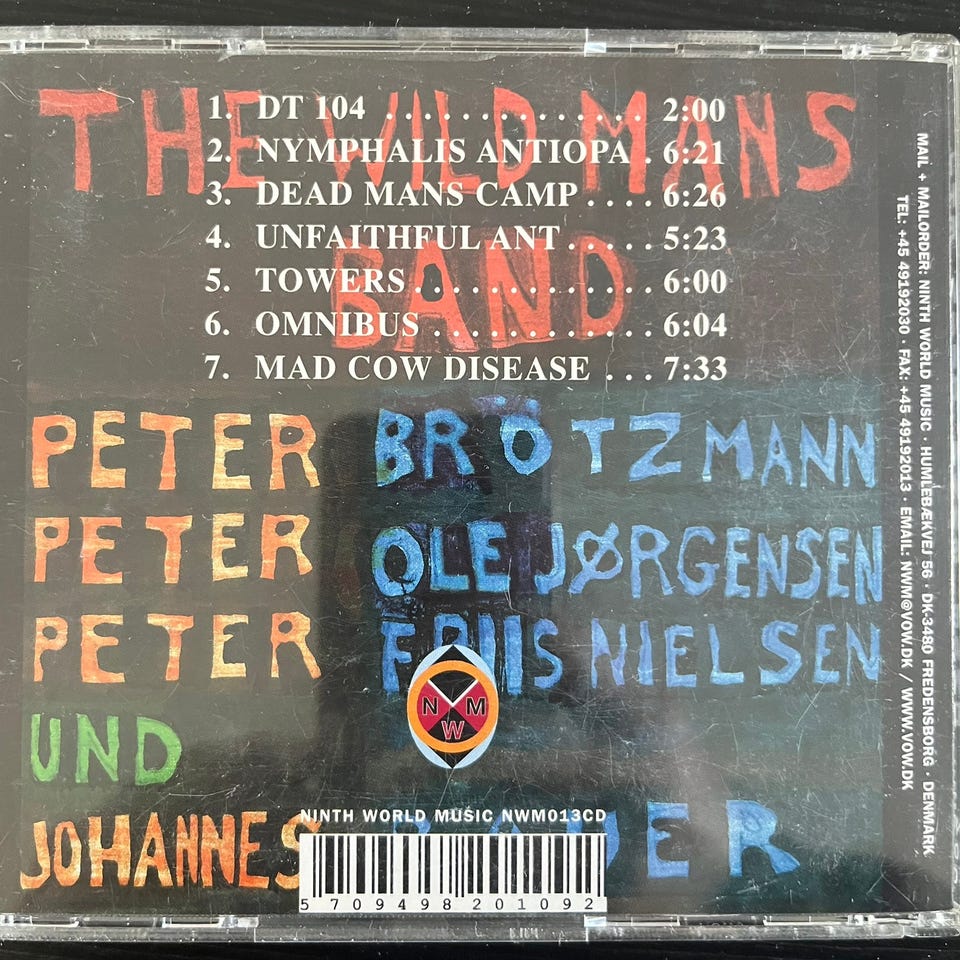 THE WILD MANS
BAND
1. DT 104 . . . . . . . . . . . . . . 2:00
2. NYMPHALIS ANTIOPA . . 6:21
3. DEAD MANS CAMP . . . . 6:26
4. UNFAITHFUL ANT . . . . . 5:23
5. TOWERS . . . . . . . . . . . . . 6:00
6. OMNIBUS . . . . . . . . . . . . 6:04
7. MAD COW DISEASE . . . 7:33
PETER BRÖTZMANN
PETER OLE JØRGENSEN
PETER FRIIS NIELSEN
UND
JOHANNES BAUER
N M
W
NINTH WORLD MUSIC NWM013CD
5 709498 201092
MAIL + MAILORDER: NINTH WORLD MUSIC · HUMLEBÆKVEJ 56 · DK-3480 FREDENSBORG · DENMARK
TEL: +45 49192030 · FAX: +45 49192013 · EMAIL: NWM@VOW.DK / WWW.VOW.DK